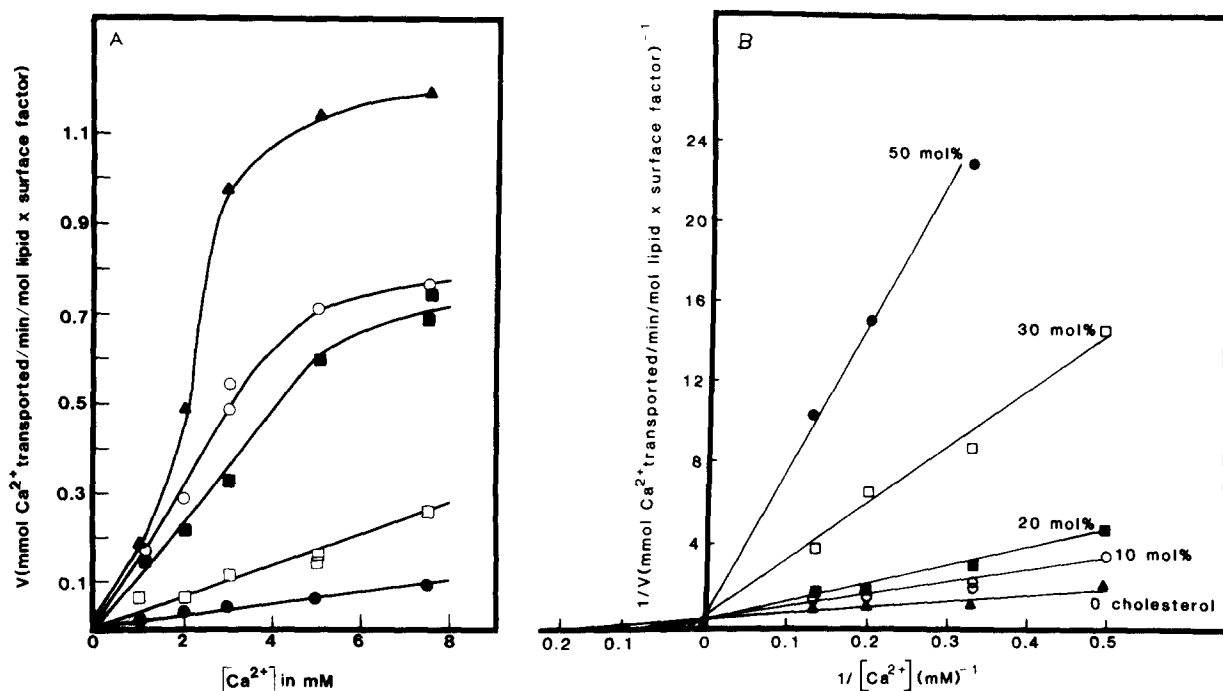 A
V(mmol Ca²⁺transported/min/mol lipid x surface factor)
1.1
0.9
0.7
0.5
0.3
0.1
0
2
4
6
8
[Ca²⁺] in mM
B
1/V(mmol Ca²⁺transported/min/mol lipid x surface factor)⁻¹
24
20
16
12
8
4
0.2
0.1
0
0.1
0.2
0.3
0.4
0.5
1/[Ca²⁺](mM)⁻¹
50 mol%
30 mol%
20 mol%
10 mol%
0 cholesterol